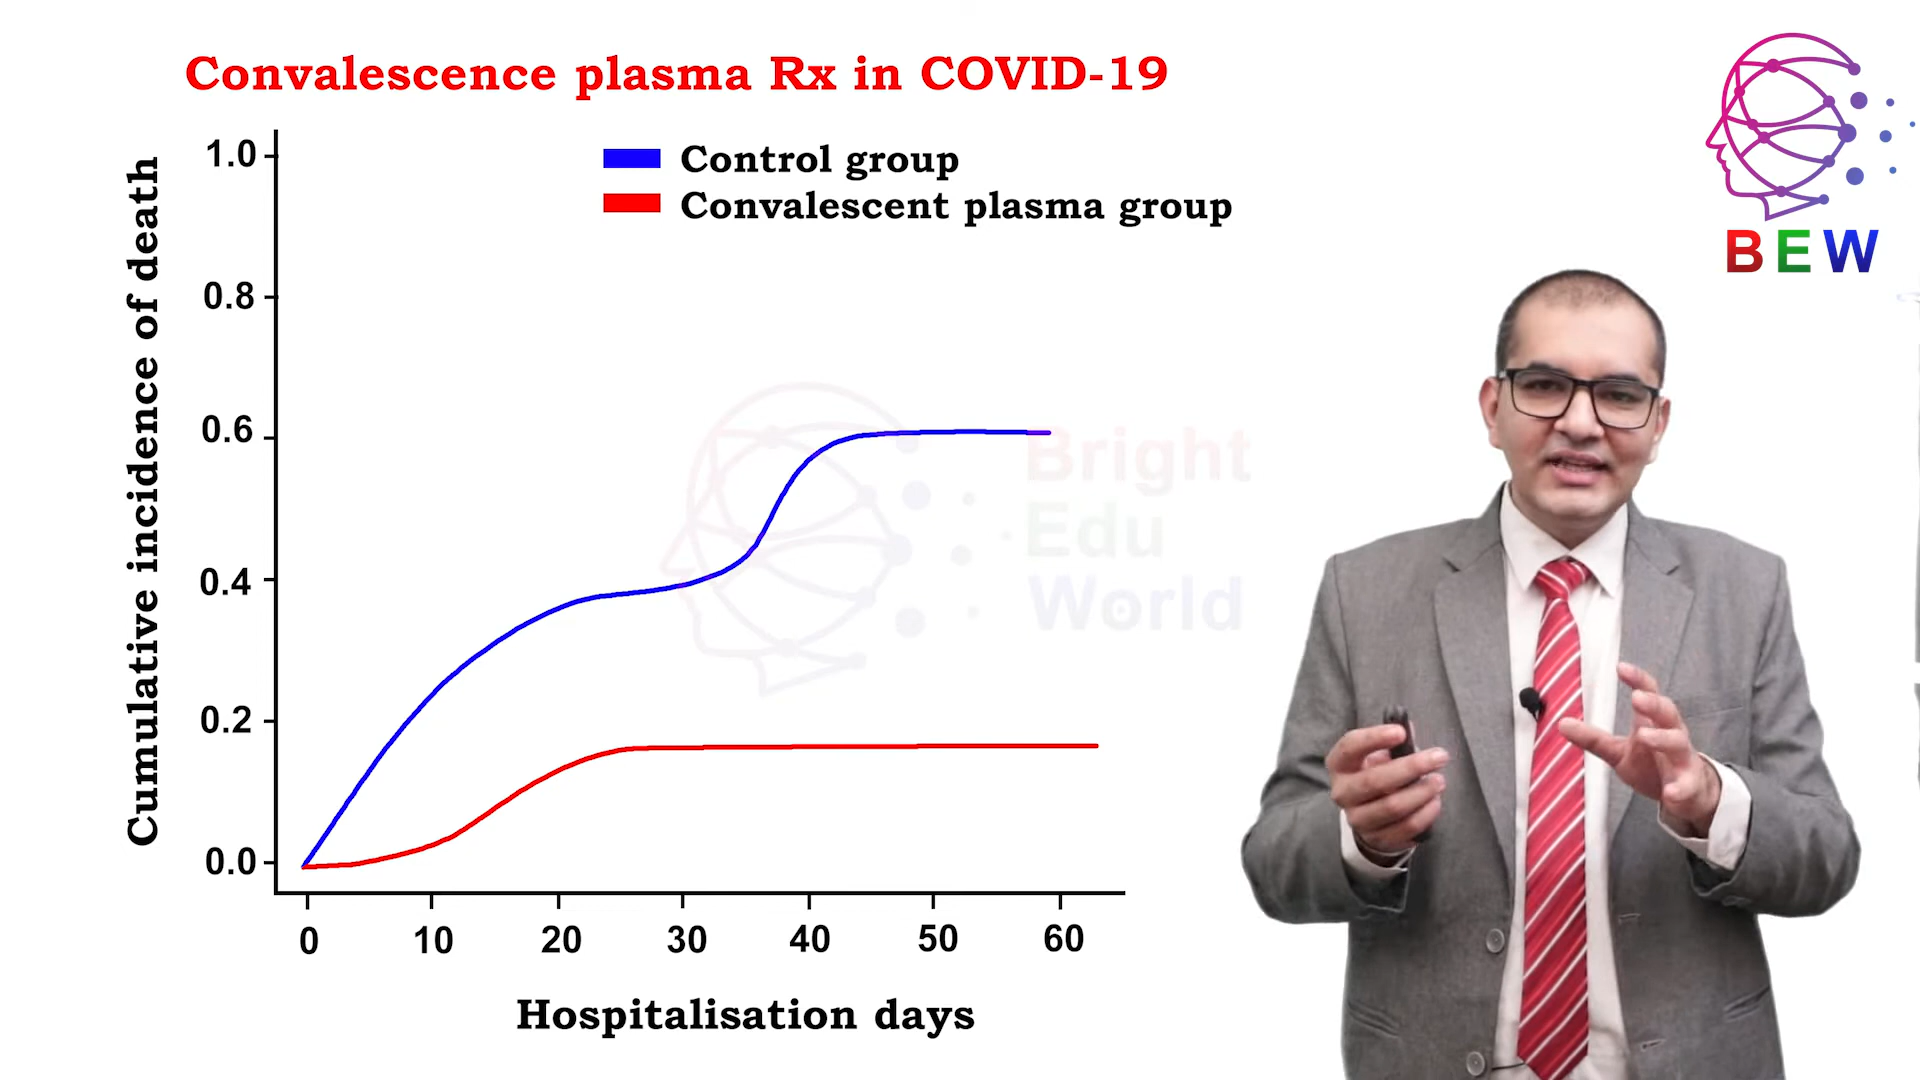 Convalescence plasma Rx in COVID-19
Control group
Convalescent plasma group
BEW
Cumulative incidence of death
1.0
0.8
0.6
0.4
0.2
0.0
Bright
Edu
World
0 10 20 30 40 50 60
Hospitalisation days